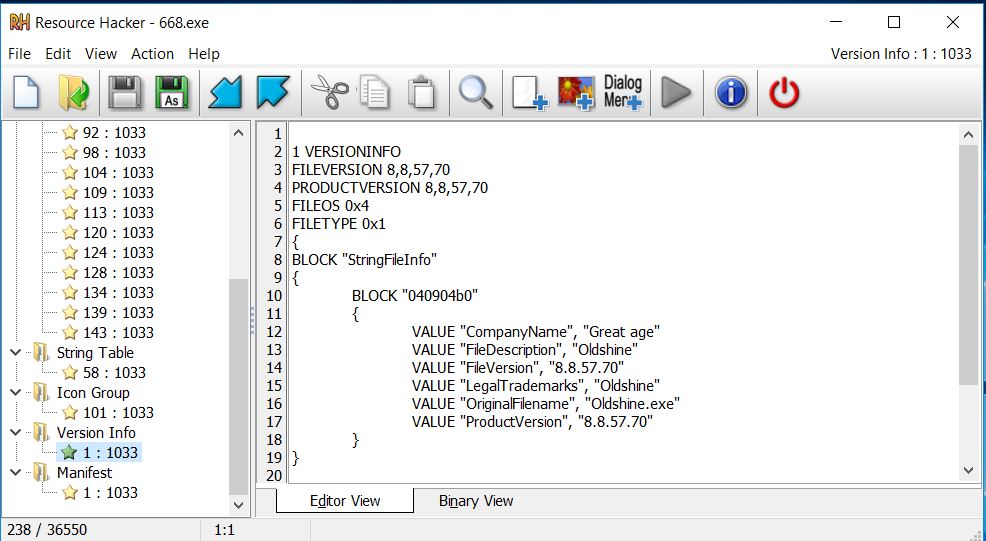 RH Resource Hacker - 668.exe
File Edit View Action Help
Version Info : 1 : 1033
As
Dialog
Men
92 : 1033
98 : 1033
104 : 1033
109 : 1033
113 : 1033
120 : 1033
124 : 1033
128 : 1033
134 : 1033
139 : 1033
143 : 1033
String Table
58 : 1033
Icon Group
101 : 1033
Version Info
1 : 1033
Manifest
1 : 1033
1
2 1 VERSIONINFO
3 FILEVERSION 8,8,57,70
4 PRODUCTVERSION 8,8,57,70
5 FILEOS 0x4
6 FILETYPE 0x1
7 {
8 BLOCK "StringFileInfo"
9 {
10 BLOCK "040904b0"
11 {
12 VALUE "CompanyName", "Great age"
13 VALUE "FileDescription", "Oldshine"
14 VALUE "FileVersion", "8.8.57.70"
15 VALUE "LegalTrademarks", "Oldshine"
16 VALUE "OriginalFilename", "Oldshine.exe"
17 VALUE "ProductVersion", "8.8.57.70"
18 }
19 }
20
Editor View Binary View
238 / 36550 1:1